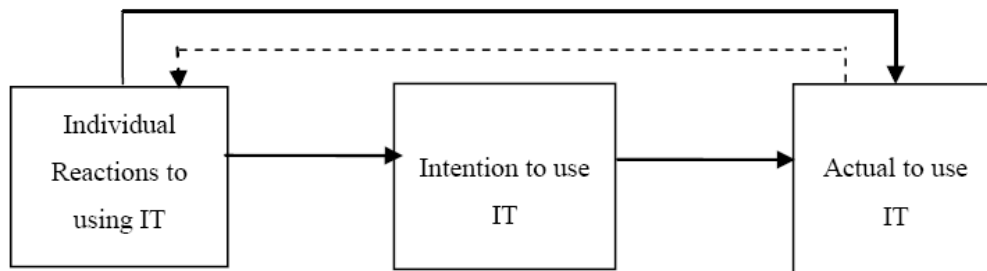 Individual
Reactions to
using IT
Intention to use
IT
Actual to use
IT